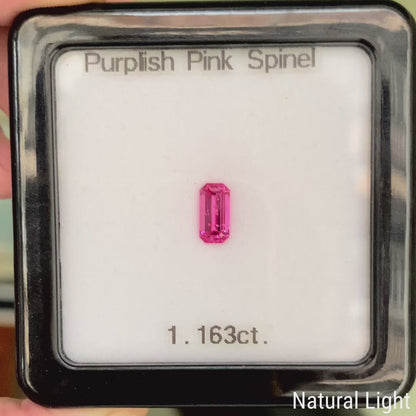 Purplish Pink Spinel
1.163ct.
Natural Light